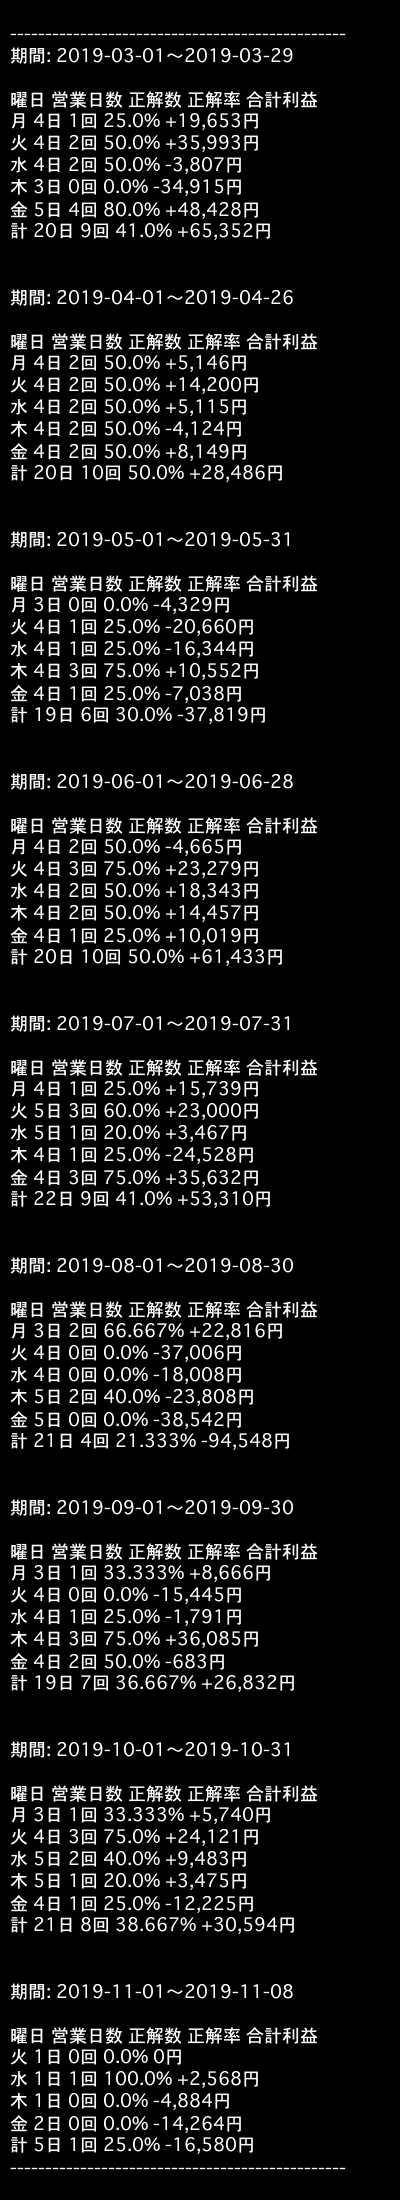 ------------------------------------------------
期間: 2019-03-01〜2019-03-29
曜日 営業日数 正解数 正解率 合計利益
月 4日 1回 25.0% +19,653円
火 4日 2回 50.0% +35,993円
水 4日 2回 50.0% -3,807円
木 3日 0回 0.0% -34,915円
金 5日 4回 80.0% +48,428円
計 20日 9回 41.0% +65,352円
期間: 2019-04-01〜2019-04-26
曜日 営業日数 正解数 正解率 合計利益
月 4日 2回 50.0% +5,146円
火 4日 2回 50.0% +14,200円
水 4日 2回 50.0% +5,115円
木 4日 2回 50.0% -4,124円
金 4日 2回 50.0% +8,149円
計 20日 10回 50.0% +28,486円
期間: 2019-05-01〜2019-05-31
曜日 営業日数 正解数 正解率 合計利益
月 3日 0回 0.0% -4,329円
火 4日 1回 25.0% -20,660円
水 4日 1回 25.0% -16,344円
木 4日 3回 75.0% +10,552円
金 4日 1回 25.0% -7,038円
計 19日 6回 30.0% -37,819円
期間: 2019-06-01〜2019-06-28
曜日 営業日数 正解数 正解率 合計利益
月 4日 2回 50.0% -4,665円
火 4日 3回 75.0% +23,279円
水 4日 2回 50.0% +18,343円
木 4日 2回 50.0% +14,457円
金 4日 1回 25.0% +10,019円
計 20日 10回 50.0% +61,433円
期間: 2019-07-01〜2019-07-31
曜日 営業日数 正解数 正解率 合計利益
月 4日 1回 25.0% +15,739円
火 5日 3回 60.0% +23,000円
水 5日 1回 20.0% +3,467円
木 4日 1回 25.0% -24,528円
金 4日 3回 75.0% +35,632円
計 22日 9回 41.0% +53,310円
期間: 2019-08-01〜2019-08-30
曜日 営業日数 正解数 正解率 合計利益
月 3日 2回 66.667% +22,816円
火 4日 0回 0.0% -37,006円
水 4日 0回 0.0% -18,008円
木 5日 2回 40.0% -23,808円
金 5日 0回 0.0% -38,542円
計 21日 4回 21.333% -94,548円
期間: 2019-09-01〜2019-09-30
曜日 営業日数 正解数 正解率 合計利益
月 3日 1回 33.333% +8,666円
火 4日 0回 0.0% -15,445円
水 4日 1回 25.0% -1,791円
木 4日 3回 75.0% +36,085円
金 4日 2回 50.0% -683円
計 19日 7回 36.667% +26,832円
期間: 2019-10-01〜2019-10-31
曜日 営業日数 正解数 正解率 合計利益
月 3日 1回 33.333% +5,740円
火 4日 3回 75.0% +24,121円
水 5日 2回 40.0% +9,483円
木 5日 1回 20.0% +3,475円
金 4日 1回 25.0% -12,225円
計 21日 8回 38.667% +30,594円
期間: 2019-11-01〜2019-11-08
曜日 営業日数 正解数 正解率 合計利益
火 1日 0回 0.0% 0円
水 1日 1回 100.0% +2,568円
木 1日 0回 0.0% -4,884円
金 2日 0回 0.0% -14,264円
計 5日 1回 25.0% -16,580円
------------------------------------------------